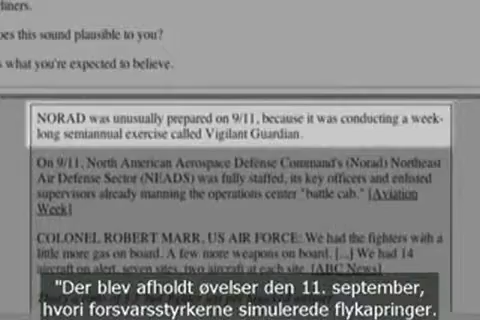 liners.
oes this sound plausible to you?
s what you're expected to believe.
NORAD was unusually prepared on 9/11, because it was conducting a week-
long semiannual exercise called Vigilant Guardian.
On 9/11, North American Aerospace Defense Command's (Norad) Northeast
Air Defense Sector (NEADS) was fully staffed, its key officers and enlisted
supervisors already manning the operations center "battle cab." [Aviation
Week]
COLONEL ROBERT MARR, US AIR FORCE: We had the fighters with a
little more gas on board. A few more weapons on board. [...] We had 14
aircraft on alert, seven sites, two aircraft at each site. [ABC News]
"Der blev afholdt øvelser den 11. september,
hvori forsvarsstyrkerne simulerede flykapringer.